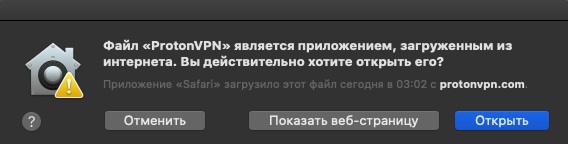 Файл «ProtonVPN» является приложением, загруженным из
интернета. Вы действительно хотите открыть его?
Приложение «Safari» загрузило этот файл сегодня в 03:02 с protonvpn.com.
? Отменить Показать веб-страницу Открыть